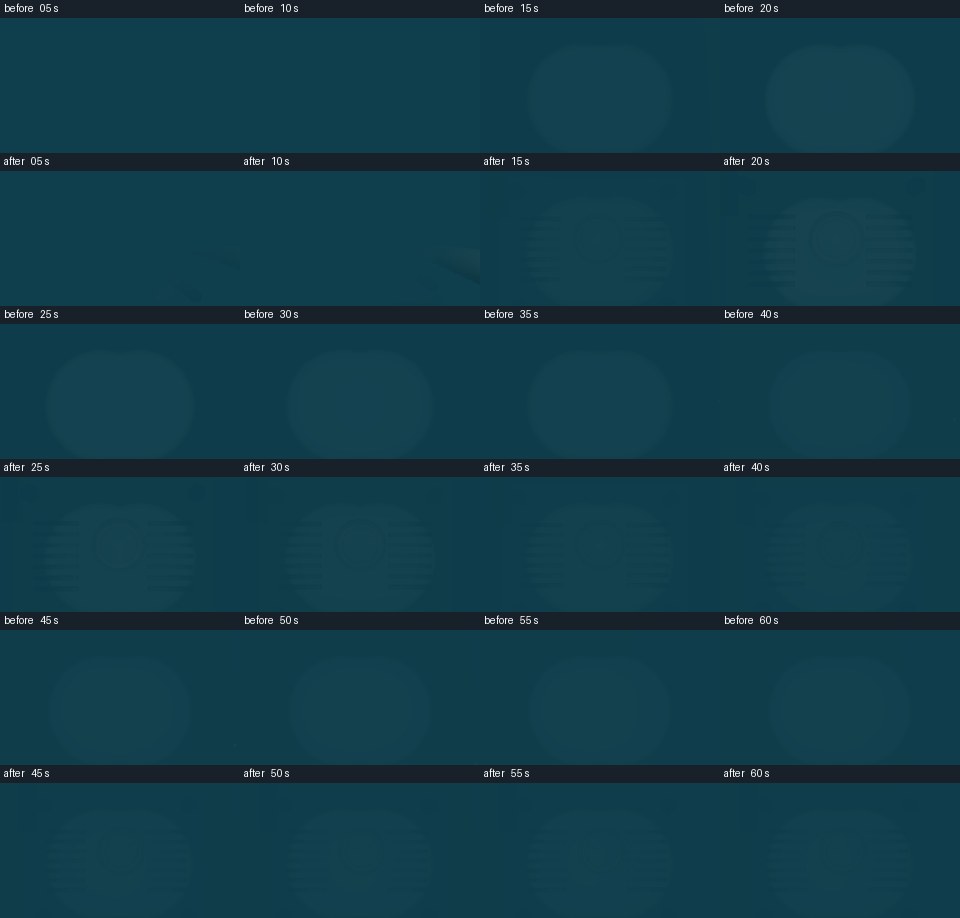 before 05 s
before 10 s
before 15 s
before 20 s
after 05 s
after 10 s
after 15 s
after 20 s
before 25 s
before 30 s
before 35 s
before 40 s
after 25 s
after 30 s
after 35 s
after 40 s
before 45 s
before 50 s
before 55 s
before 60 s
after 45 s
after 50 s
after 55 s
after 60 s